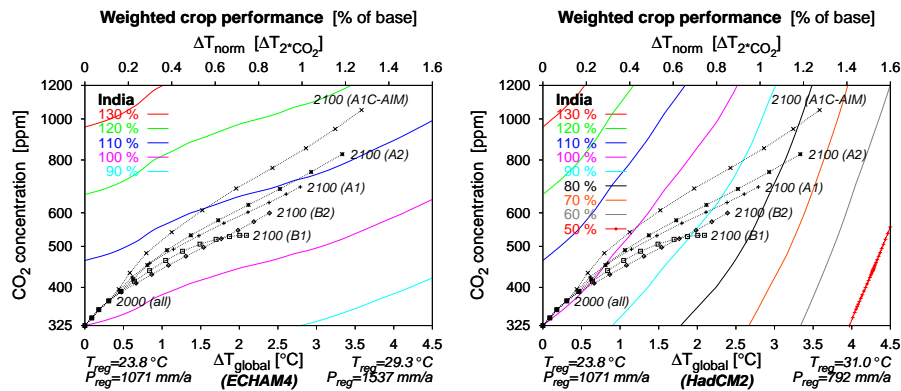 Weighted crop performance [% of base]
ΔTnorm [ΔT2*CO2]
0 0.2 0.4 0.6 0.8 1 1.2 1.4 1.6
CO2 concentration [ppm]
1200
1000
800
600
500
400
325
India
130 %
120 %
110 %
100 %
90 %
2100 (A1C-AIM)
2100 (A2)
2100 (A1)
2100 (B2)
2100 (B1)
2000 (all)
0 0.5 1 1.5 2 2.5 3 3.5 4 4.5
Treg=23.8 °C
Preg=1071 mm/a
ΔTglobal [°C]
(ECHAM4)
Treg=29.3 °C
Preg=1537 mm/a
Weighted crop performance [% of base]
ΔTnorm [ΔT2*CO2]
0 0.2 0.4 0.6 0.8 1 1.2 1.4 1.6
CO2 concentration [ppm]
1200
1000
800
600
500
400
325
India
130 %
120 %
110 %
100 %
90 %
80 %
70 %
60 %
50 %
2100 (A1C-AIM)
2100 (A2)
2100 (A1)
2100 (B2)
2100 (B1)
2000 (all)
0 0.5 1 1.5 2 2.5 3 3.5 4 4.5
Treg=23.8 °C
Preg=1071 mm/a
ΔTglobal [°C]
(HadCM2)
Treg=31.0 °C
Preg=792 mm/a